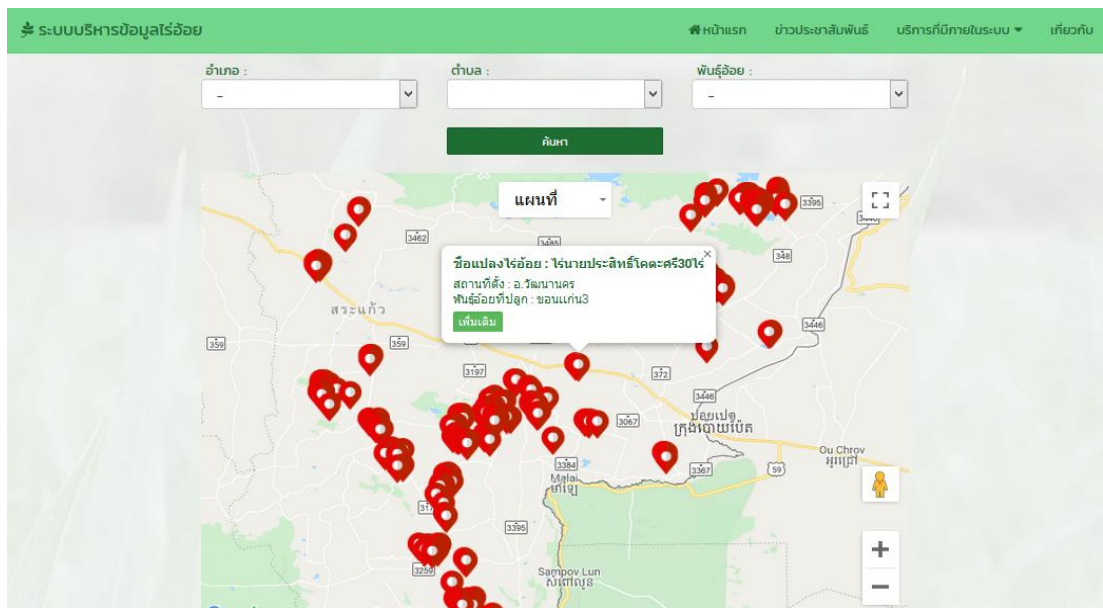 ระบบบริหารข้อมูลไร่อ้อย
หน้าแรก ข่าวประชาสัมพันธ์ บริการที่มีภายในระบบ เกี่ยวกับ
อำเภอ : ตำบล : พันธุ์อ้อย :
- -
ค้นหา
แผนที่
3395
3462
3485
348
ชื่อแปลงไร่อ้อย : ไร่นายประสิทธิ์โคตะศรี30ไร่
สถานที่ตั้ง : อ.วัฒนานคร
พันธุ์อ้อยที่ปลูก : ขอนแก่น3
เพิ่มเติม
สระแก้ว
3446
359 359
3197 372
3446
3067
ปอยเปต
ក្រុងប៉ោយប៉ែត
Ou Chrov
អូរជ្រៅ
3384 3367 59
Malai
ម៉ាឡៃ
3395
3259
Sampov Lun
សំពៅលូន